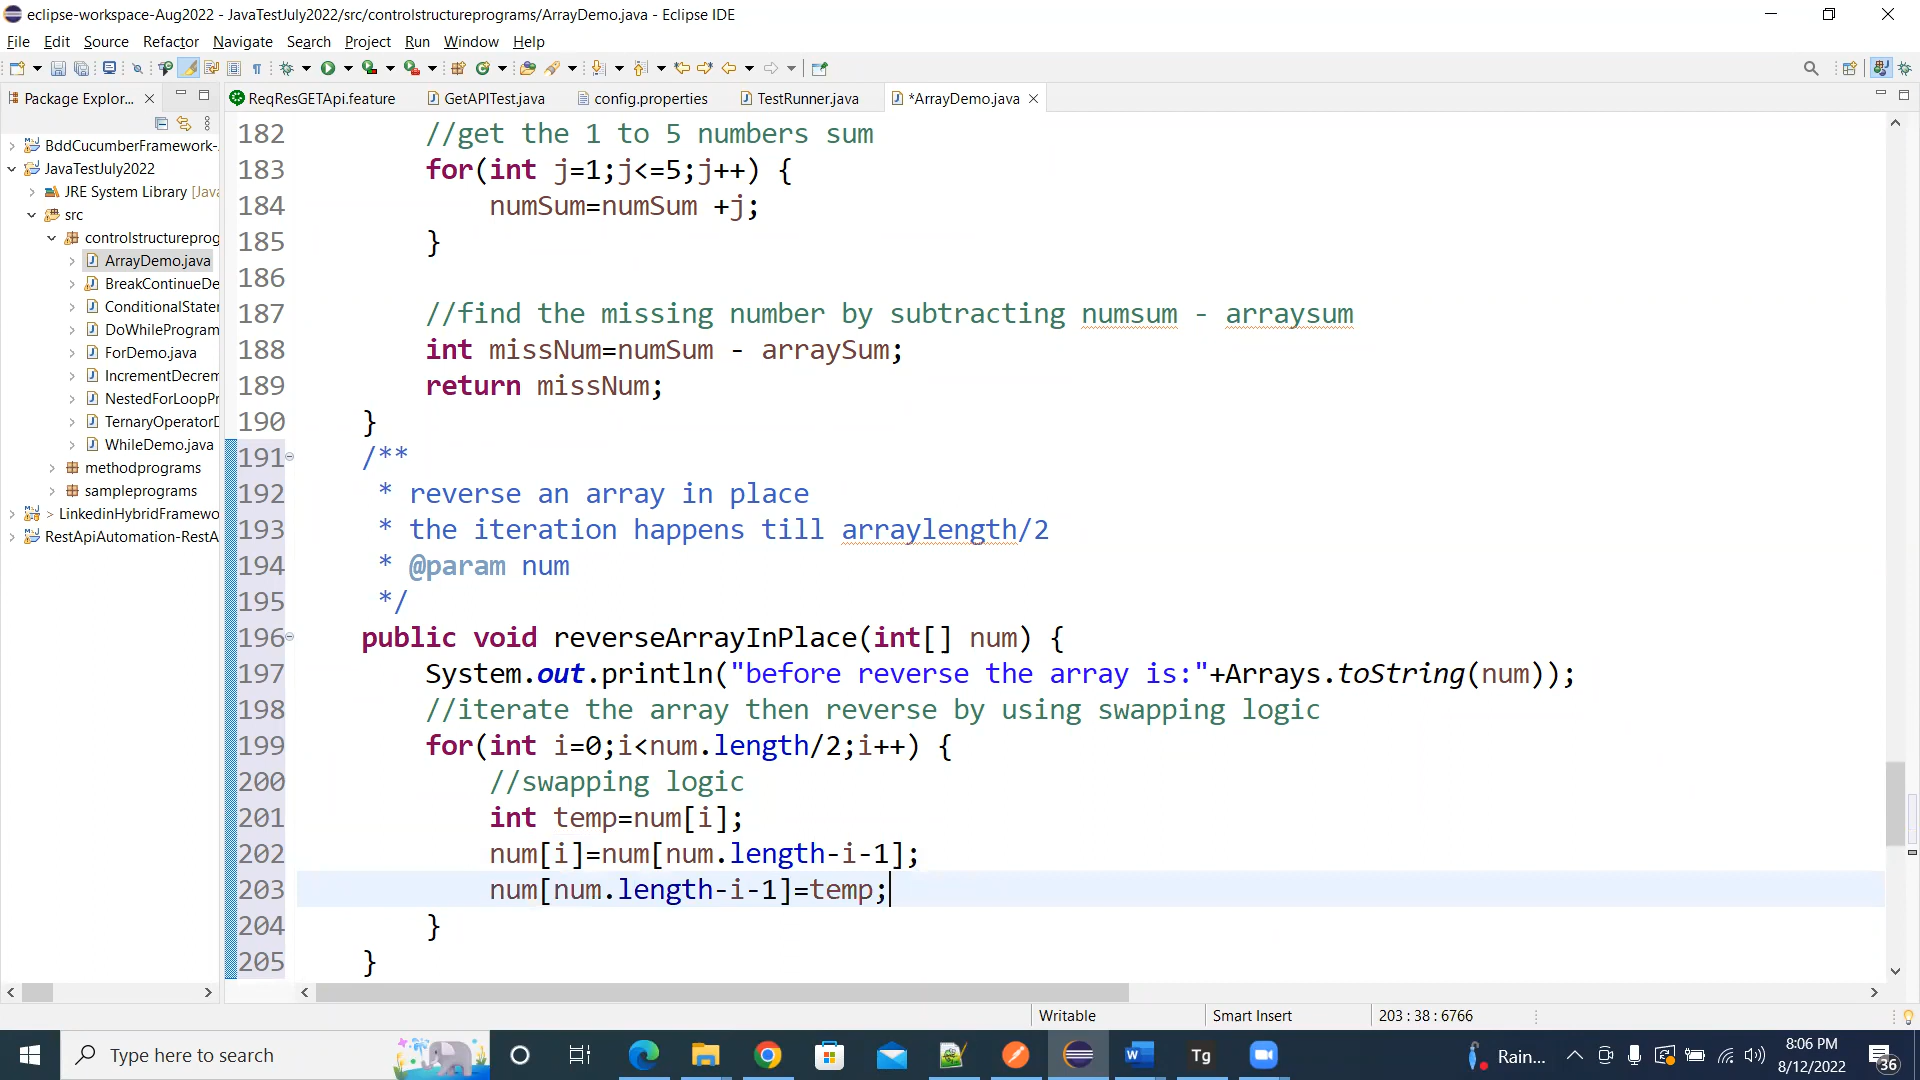 eclipse-workspace-Aug2022 - JavaTestJuly2022/src/controlstructureprograms/ArrayDemo.java - Eclipse IDE
File Edit Source Refactor Navigate Search Project Run Window Help
Package Explor... ReqResGETApi.feature GetAPITest.java config.properties TestRunner.java *ArrayDemo.java
BddCucumberFramework-
JavaTestJuly2022
JRE System Library [Java
src
controlstructureprog
ArrayDemo.java
BreakContinueDe
ConditionalStater
DoWhileProgram
ForDemo.java
IncrementDecrem
NestedForLoopPr
TernaryOperatorD
WhileDemo.java
methodprograms
sampleprograms
> LinkedinHybridFramewo
RestApiAutomation-RestA
182 //get the 1 to 5 numbers sum
183 for(int j=1;j<=5;j++) {
184 numSum=numSum +j;
185 }
186
187 //find the missing number by subtracting numsum - arraysum
188 int missNum=numSum - arraySum;
189 return missNum;
190 }
191 /**
192 * reverse an array in place
193 * the iteration happens till arraylength/2
194 * @param num
195 */
196 public void reverseArrayInPlace(int[] num) {
197 System.out.println("before reverse the array is:"+Arrays.toString(num));
198 //iterate the array then reverse by using swapping logic
199 for(int i=0;i<num.length/2;i++) {
200 //swapping logic
201 int temp=num[i];
202 num[i]=num[num.length-i-1];
203 num[num.length-i-1]=temp;
204 }
205 }
Writable Smart Insert 203 : 38 : 6766
Type here to search Tg Rain... 8:06 PM
8/12/2022 36